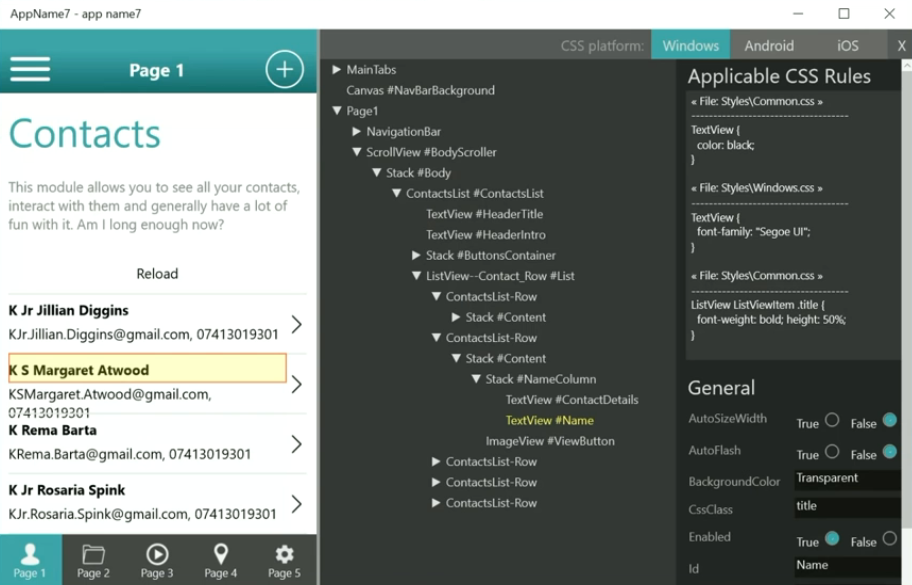 AppName7 - app name7
Page 1
Contacts
This module allows you to see all your contacts,
interact with them and generally have a lot of
fun with it. Am I long enough now?
Reload
K Jr Jillian Diggins
KJr.Jillian.Diggins@gmail.com, 07413019301
K S Margaret Atwood
KSMargaret.Atwood@gmail.com,
07413019301
K Rema Barta
KRema.Barta@gmail.com, 07413019301
K Jr Rosaria Spink
KJr.Rosaria.Spink@gmail.com, 07413019301
Page 1
Page 2
Page 3
Page 4
Page 5
CSS platform:
Windows
Android
iOS
X
MainTabs
Canvas #NavBarBackground
Page1
NavigationBar
ScrollView #BodyScroller
Stack #Body
ContactsList #ContactsList
TextView #HeaderTitle
TextView #HeaderIntro
Stack #ButtonsContainer
ListView--Contact_Row #List
ContactsList-Row
Stack #Content
ContactsList-Row
Stack #Content
Stack #NameColumn
TextView #ContactDetails
TextView #Name
ImageView #ViewButton
ContactsList-Row
ContactsList-Row
ContactsList-Row
Applicable CSS Rules
« File: Styles\Common.css »
----------------------------------------
TextView {
color: black;
}
« File: Styles\Windows.css »
----------------------------------------
TextView {
font-family: "Segoe UI";
}
« File: Styles\Common.css »
----------------------------------------
ListView ListViewItem .title {
font-weight: bold; height: 50%;
}
General
AutoSizeWidth True False
AutoFlash True False
BackgroundColor Transparent
CssClass title
Enabled True False
Id Name